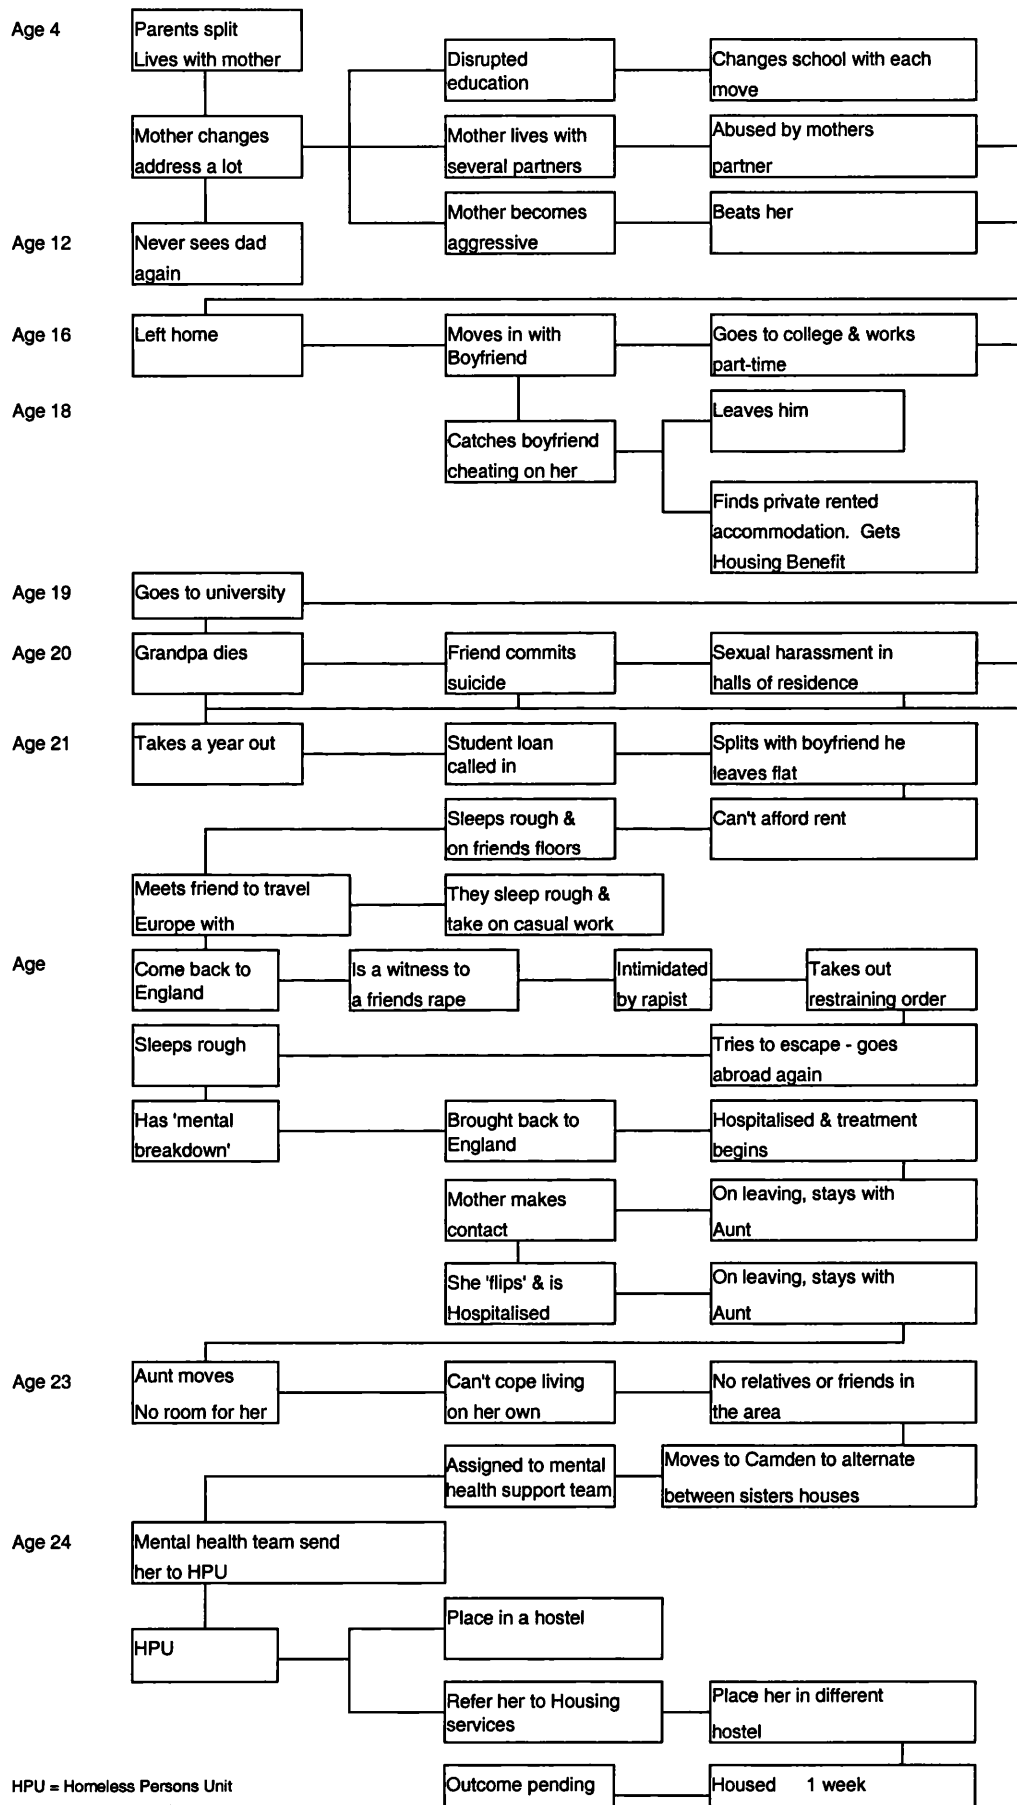 Age 4
Parents split
Lives with mother
Disrupted
education
Changes school with each
move
Mother changes
address a lot
Mother lives with
several partners
Abused by mothers
partner
Mother becomes
aggressive
Beats her
Age 12
Never sees dad
again
Age 16
Left home
Moves in with
Boyfriend
Goes to college & works
part-time
Age 18
Leaves him
Catches boyfriend
cheating on her
Finds private rented
accommodation. Gets
Housing Benefit
Age 19
Goes to university
Age 20
Grandpa dies
Friend commits
suicide
Sexual harassment in
halls of residence
Age 21
Takes a year out
Student loan
called in
Splits with boyfriend he
leaves flat
Sleeps rough &
on friends floors
Can't afford rent
Meets friend to travel
Europe with
They sleep rough &
take on casual work
Age
Come back to
England
Is a witness to
a friends rape
Intimidated
by rapist
Takes out
restraining order
Sleeps rough
Tries to escape - goes
abroad again
Has 'mental
breakdown'
Brought back to
England
Hospitalised & treatment
begins
Mother makes
contact
On leaving, stays with
Aunt
She 'flips' & is
Hospitalised
On leaving, stays with
Aunt
Age 23
Aunt moves
No room for her
Can't cope living
on her own
No relatives or friends in
the area
Assigned to mental
health support team
Moves to Camden to alternate
between sisters houses
Age 24
Mental health team send
her to HPU
Place in a hostel
HPU
Refer her to Housing
services
Place her in different
hostel
HPU = Homeless Persons Unit
Outcome pending
Housed 1 week